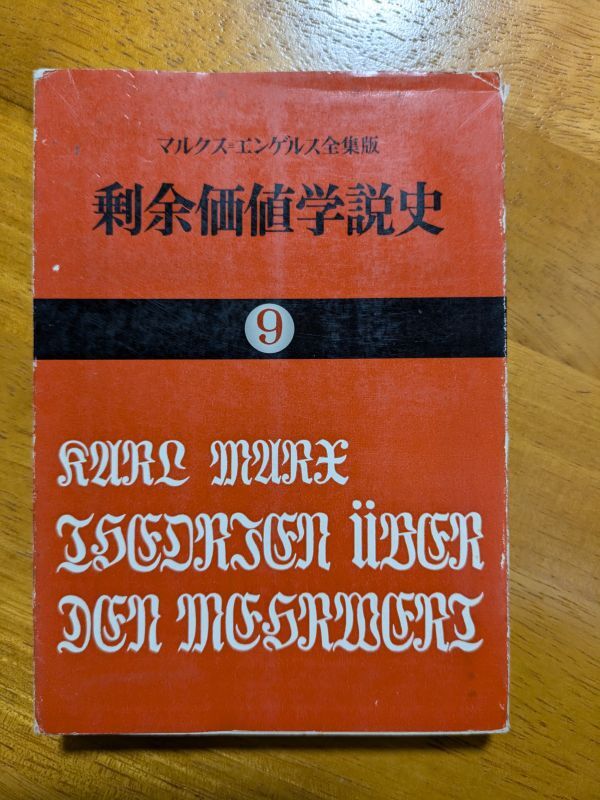 マルクス=エンゲルス全集版
剰余価値学説史
9
KARL MARX
THEORIEN ÜBER
DEN MEHRWERT